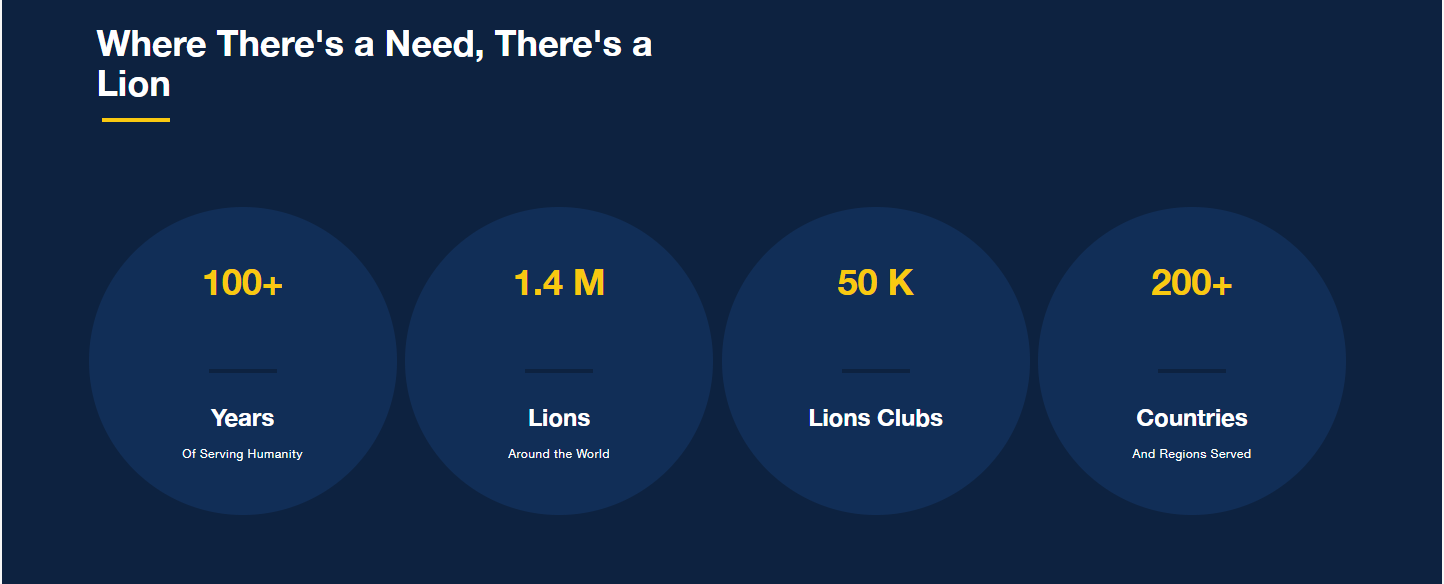 Where There's a Need, There's a
Lion
100+
Years
Of Serving Humanity
1.4 M
Lions
Around the World
50 K
Lions Clubs
200+
Countries
And Regions Served